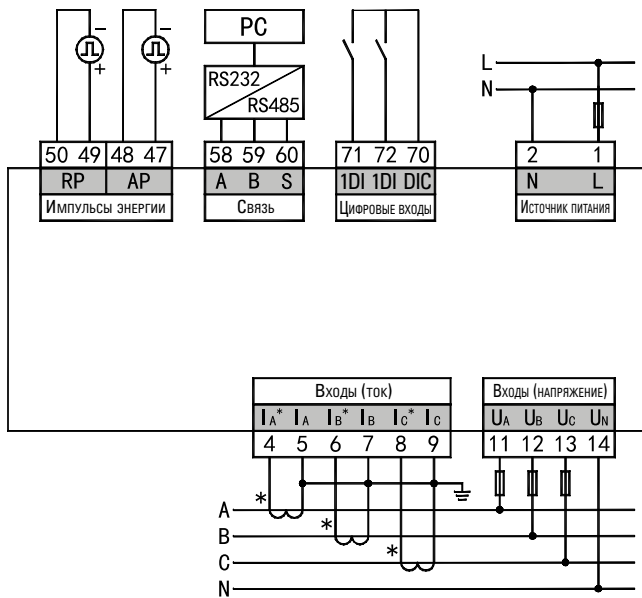 PC
RS232
RS485
L
N
50 49 48 47
RP AP
Импульсы энергии
58 59 60
A B S
Связь
71 72 70
1DI 1DI DIC
Цифровые входы
2 1
N L
Источник питания
Входы (ток)
IA* IA IB* IB IC* IC
4 5 6 7 8 9
Входы (напряжение)
UA UB UC UN
11 12 13 14
*
A
*
B
*
C
N